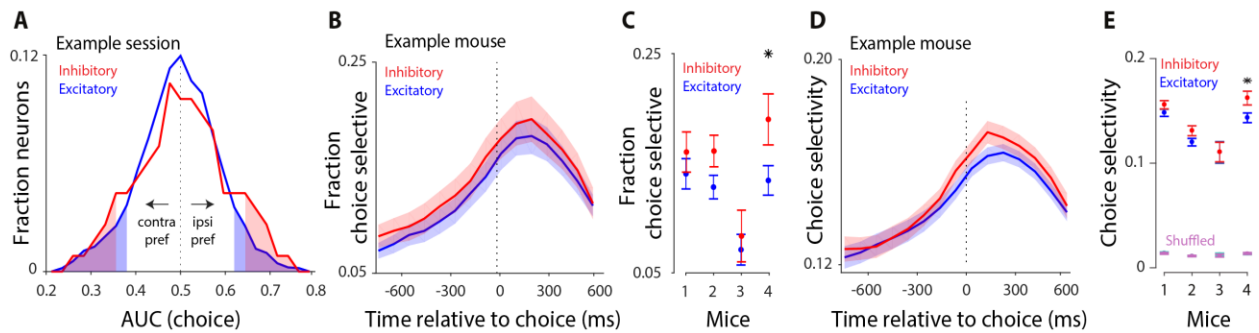 A
Example session
Inhibitory
Excitatory
Fraction neurons
0.12
0
contra
pref
ipsi
pref
0.2 0.3 0.4 0.5 0.6 0.7 0.8
AUC (choice)
B
Example mouse
Inhibitory
Excitatory
Fraction
choice selective
0.25
0.05
-600 -300 0 300 600
Time relative to choice (ms)
C
Inhibitory
Excitatory
Fraction
choice selective
0.25
0.05
*
1 2 3 4
Mice
D
Example mouse
Inhibitory
Excitatory
Choice selectivity
0.20
0.12
-600 -300 0 300 600
Time relative to choice (ms)
E
Inhibitory
Excitatory
Choice selectivity
0.2
0.1
0
*
Shuffled
1 2 3 4
Mice